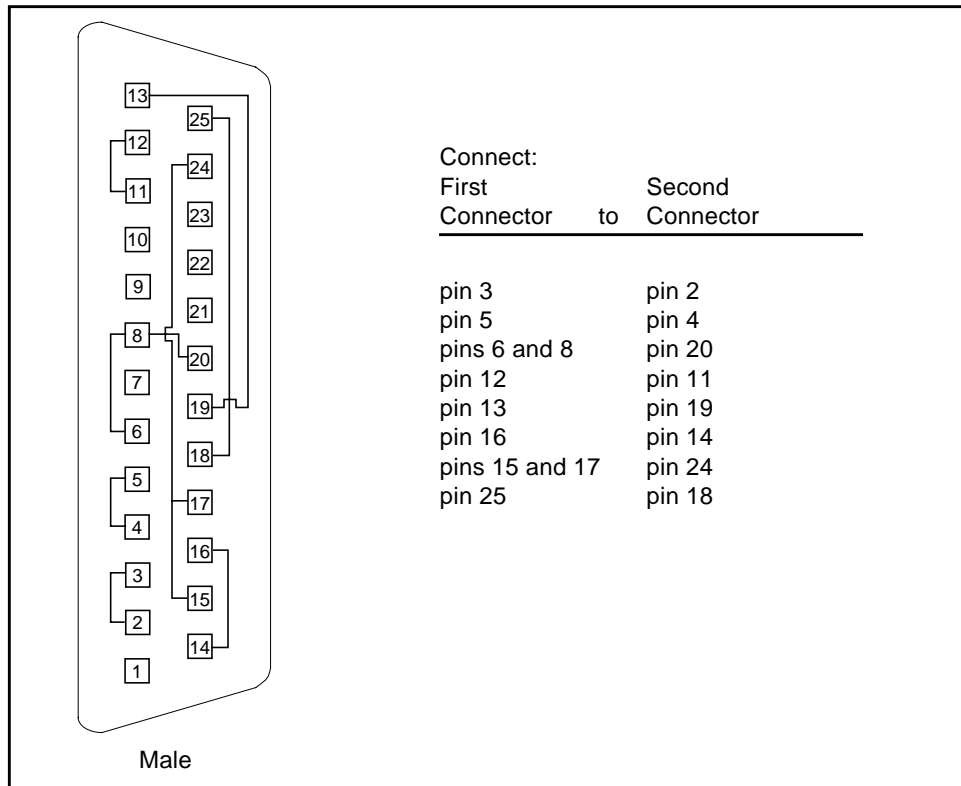 13
25
12
24
11
23
10
22
9
21
8
20
7
19
6
18
5
17
4
16
3
15
2
14
1
Male
Connect:
First Second
Connector to Connector
pin 3 pin 2
pin 5 pin 4
pins 6 and 8 pin 20
pin 12 pin 11
pin 13 pin 19
pin 16 pin 14
pins 15 and 17 pin 24
pin 25 pin 18